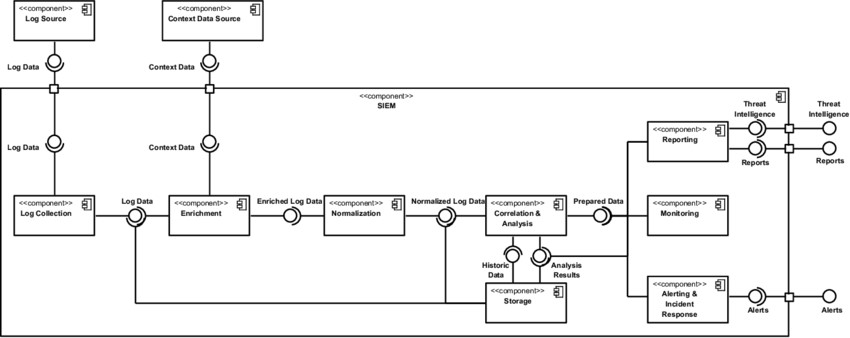 <<component>>
Log Source
<<component>>
Context Data Source
Log Data
Context Data
<<component>>
SIEM
Log Data
Context Data
<<component>>
Log Collection
Log Data
<<component>>
Enrichment
Enriched Log Data
<<component>>
Normalization
Normalized Log Data
<<component>>
Correlation &
Analysis
Prepared Data
<<component>>
Reporting
Threat
Intelligence
Threat
Intelligence
Reports
Reports
<<component>>
Monitoring
Historic
Data
Analysis
Results
<<component>>
Storage
<<component>>
Alerting &
Incident
Response
Alerts
Alerts